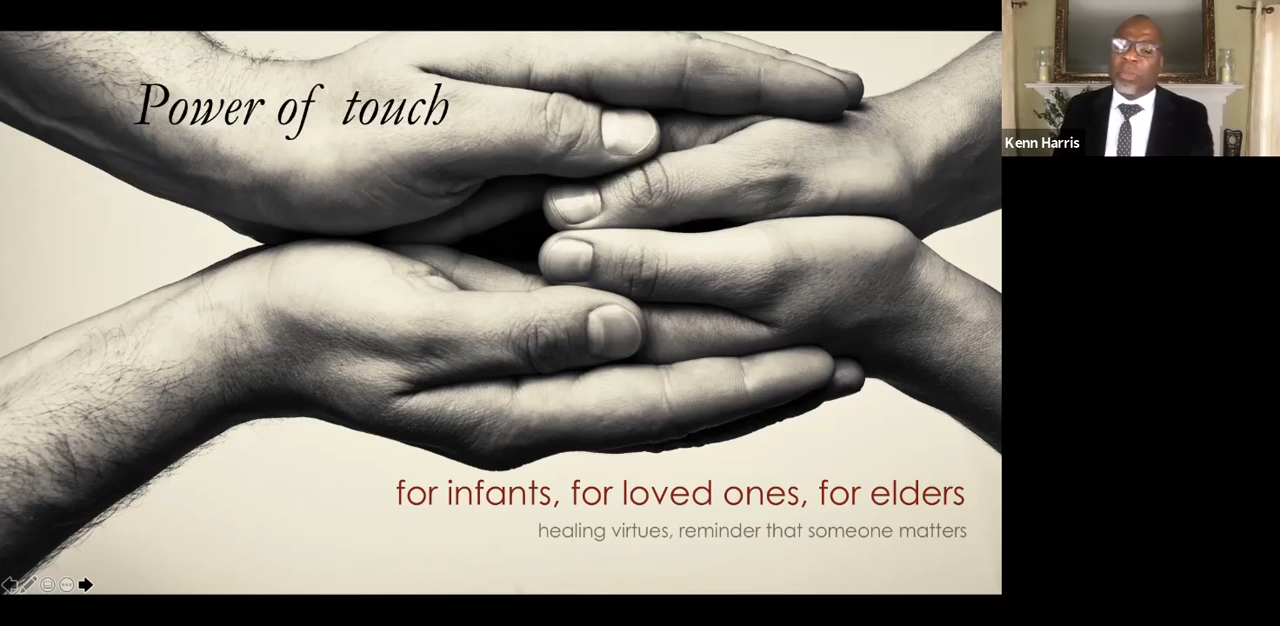 Power of touch
Kenn Harris
for infants, for loved ones, for elders
healing virtues, reminder that someone matters